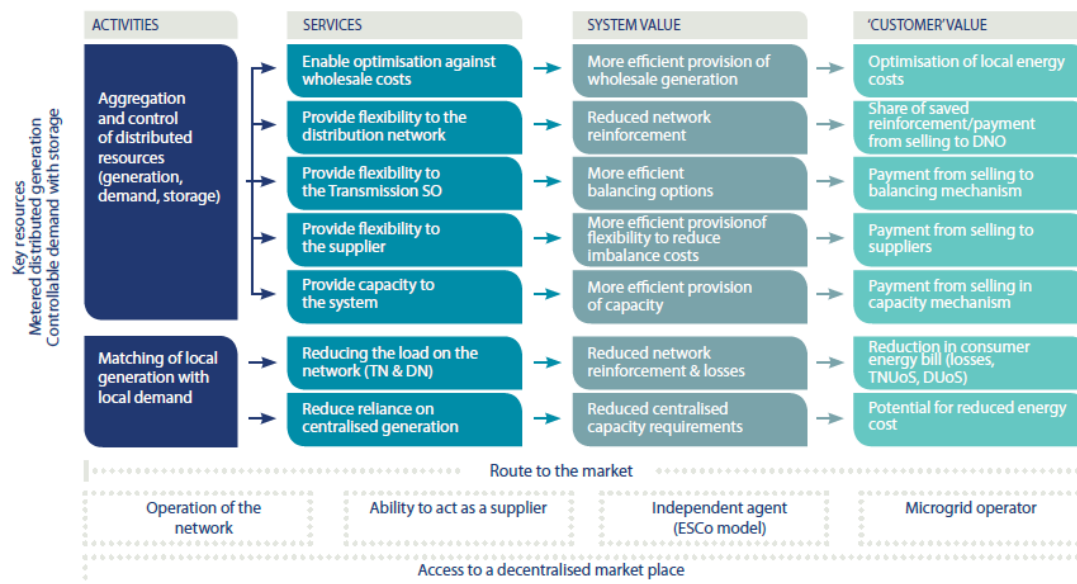 ACTIVITIES
SERVICES
SYSTEM VALUE
‘CUSTOMER’ VALUE
Key resources
Metered distributed generation
Controllable demand with storage
Aggregation
and control
of distributed
resources
(generation,
demand, storage)
Enable optimisation against
wholesale costs
More efficient provision of
wholesale generation
Optimisation of local energy
costs
Provide flexibility to the
distribution network
Reduced network
reinforcement
Share of saved
reinforcement/payment
from selling to DNO
Provide flexibility to
the Transmission SO
More efficient
balancing options
Payment from selling to
balancing mechanism
Provide flexibility to
the supplier
More efficient provisionof
flexibility to reduce
imbalance costs
Payment from selling to
suppliers
Provide capacity to
the system
More efficient provision
of capacity
Payment from selling in
capacity mechanism
Matching of local
generation with
local demand
Reducing the load on the
network (TN & DN)
Reduced network
reinforcement & losses
Reduction in consumer
energy bill (losses,
TNUoS, DUoS)
Reduce reliance on
centralised generation
Reduced centralised
capacity requirements
Potential for reduced energy
cost
Route to the market
Operation of the
network
Ability to act as a supplier
Independent agent
(ESCo model)
Microgrid operator
Access to a decentralised market place